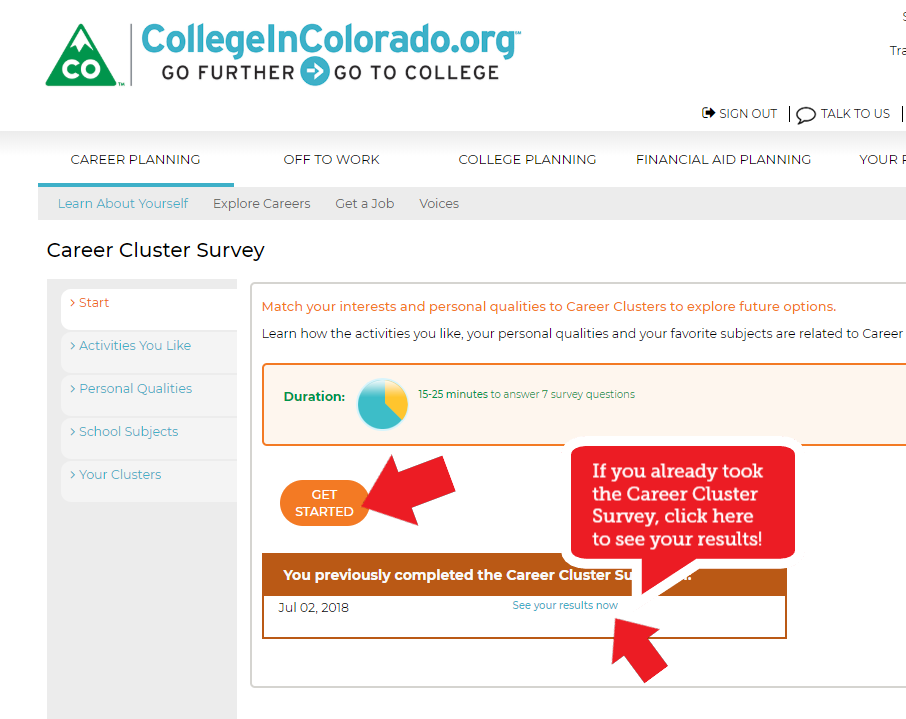 CO
CollegeInColorado.org
GO FURTHER GO TO COLLEGE
SIGN OUT
TALK TO US
CAREER PLANNING
OFF TO WORK
COLLEGE PLANNING
FINANCIAL AID PLANNING
YOUR
Learn About Yourself
Explore Careers
Get a Job
Voices
Career Cluster Survey
> Start
> Activities You Like
> Personal Qualities
> School Subjects
> Your Clusters
Match your interests and personal qualities to Career Clusters to explore future options.
Learn how the activities you like, your personal qualities and your favorite subjects are related to Career
Duration:
15-25 minutes to answer 7 survey questions
GET
STARTED
If you already took
the Career Cluster
Survey, click here
to see your results!
You previously completed the Career Cluster
Jul 02, 2018
See your results now